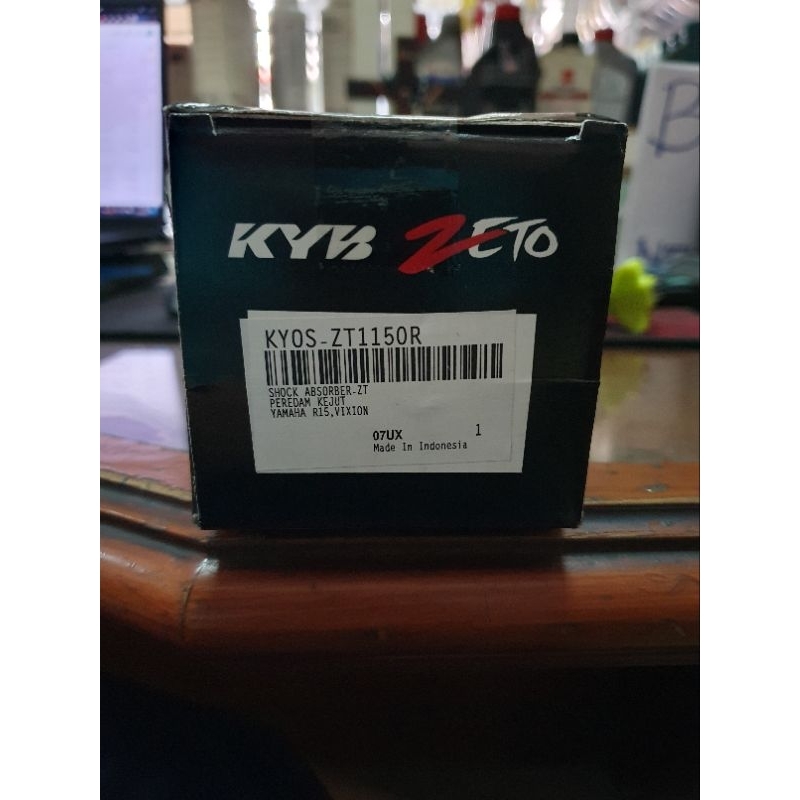 KYB ZETO
KYOS-ZT1150R
SHOCK ABSORBER-ZT
PEREDAM KEJUT
YAMAHA R15,VIXION
07UX 1
Made In Indonesia
B